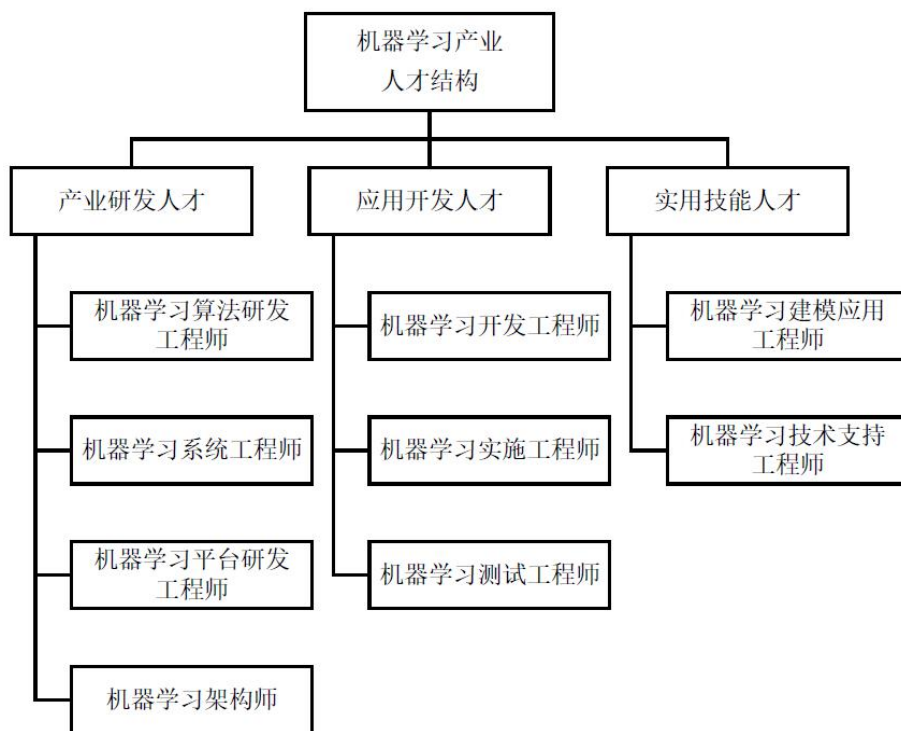 机器学习产业
人才结构
产业研发人才
应用开发人才
实用技能人才
机器学习算法研发
工程师
机器学习系统工程师
机器学习平台研发
工程师
机器学习架构师
机器学习开发工程师
机器学习实施工程师
机器学习测试工程师
机器学习建模应用
工程师
机器学习技术支持
工程师